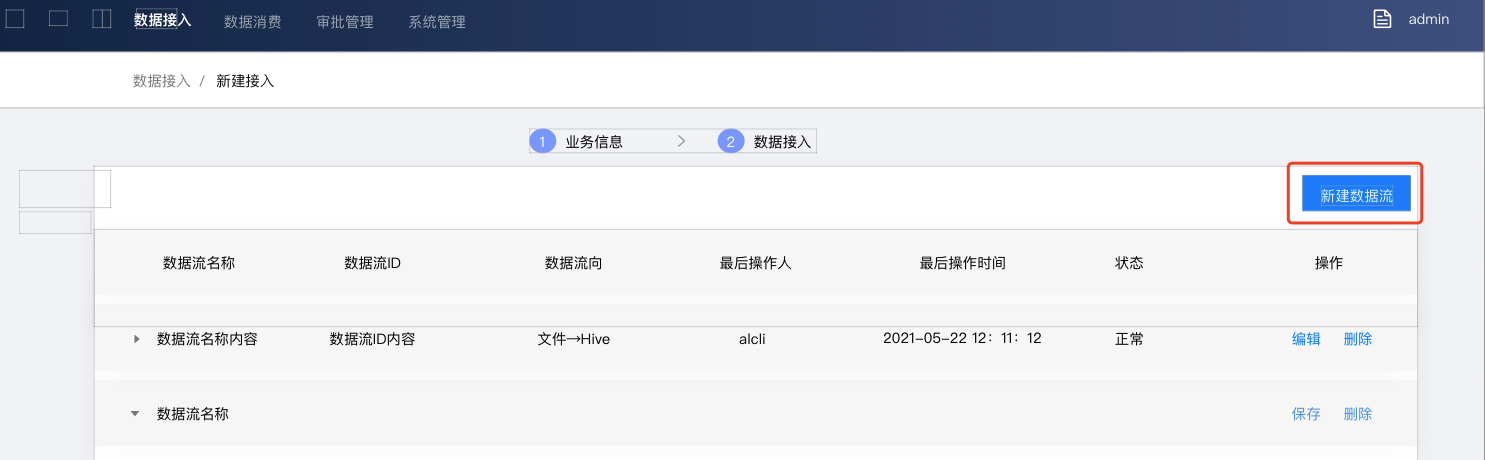 数据接入 数据消费 审批管理 系统管理 admin
数据接入 / 新建接入
1 业务信息 > 2 数据接入
新建数据流
数据流名称 数据流ID 数据流向 最后操作人 最后操作时间 状态 操作
数据流名称内容 数据流ID内容 文件→Hive alcli 2021-05-22 12：11：12 正常 编辑 删除
数据流名称 保存 删除